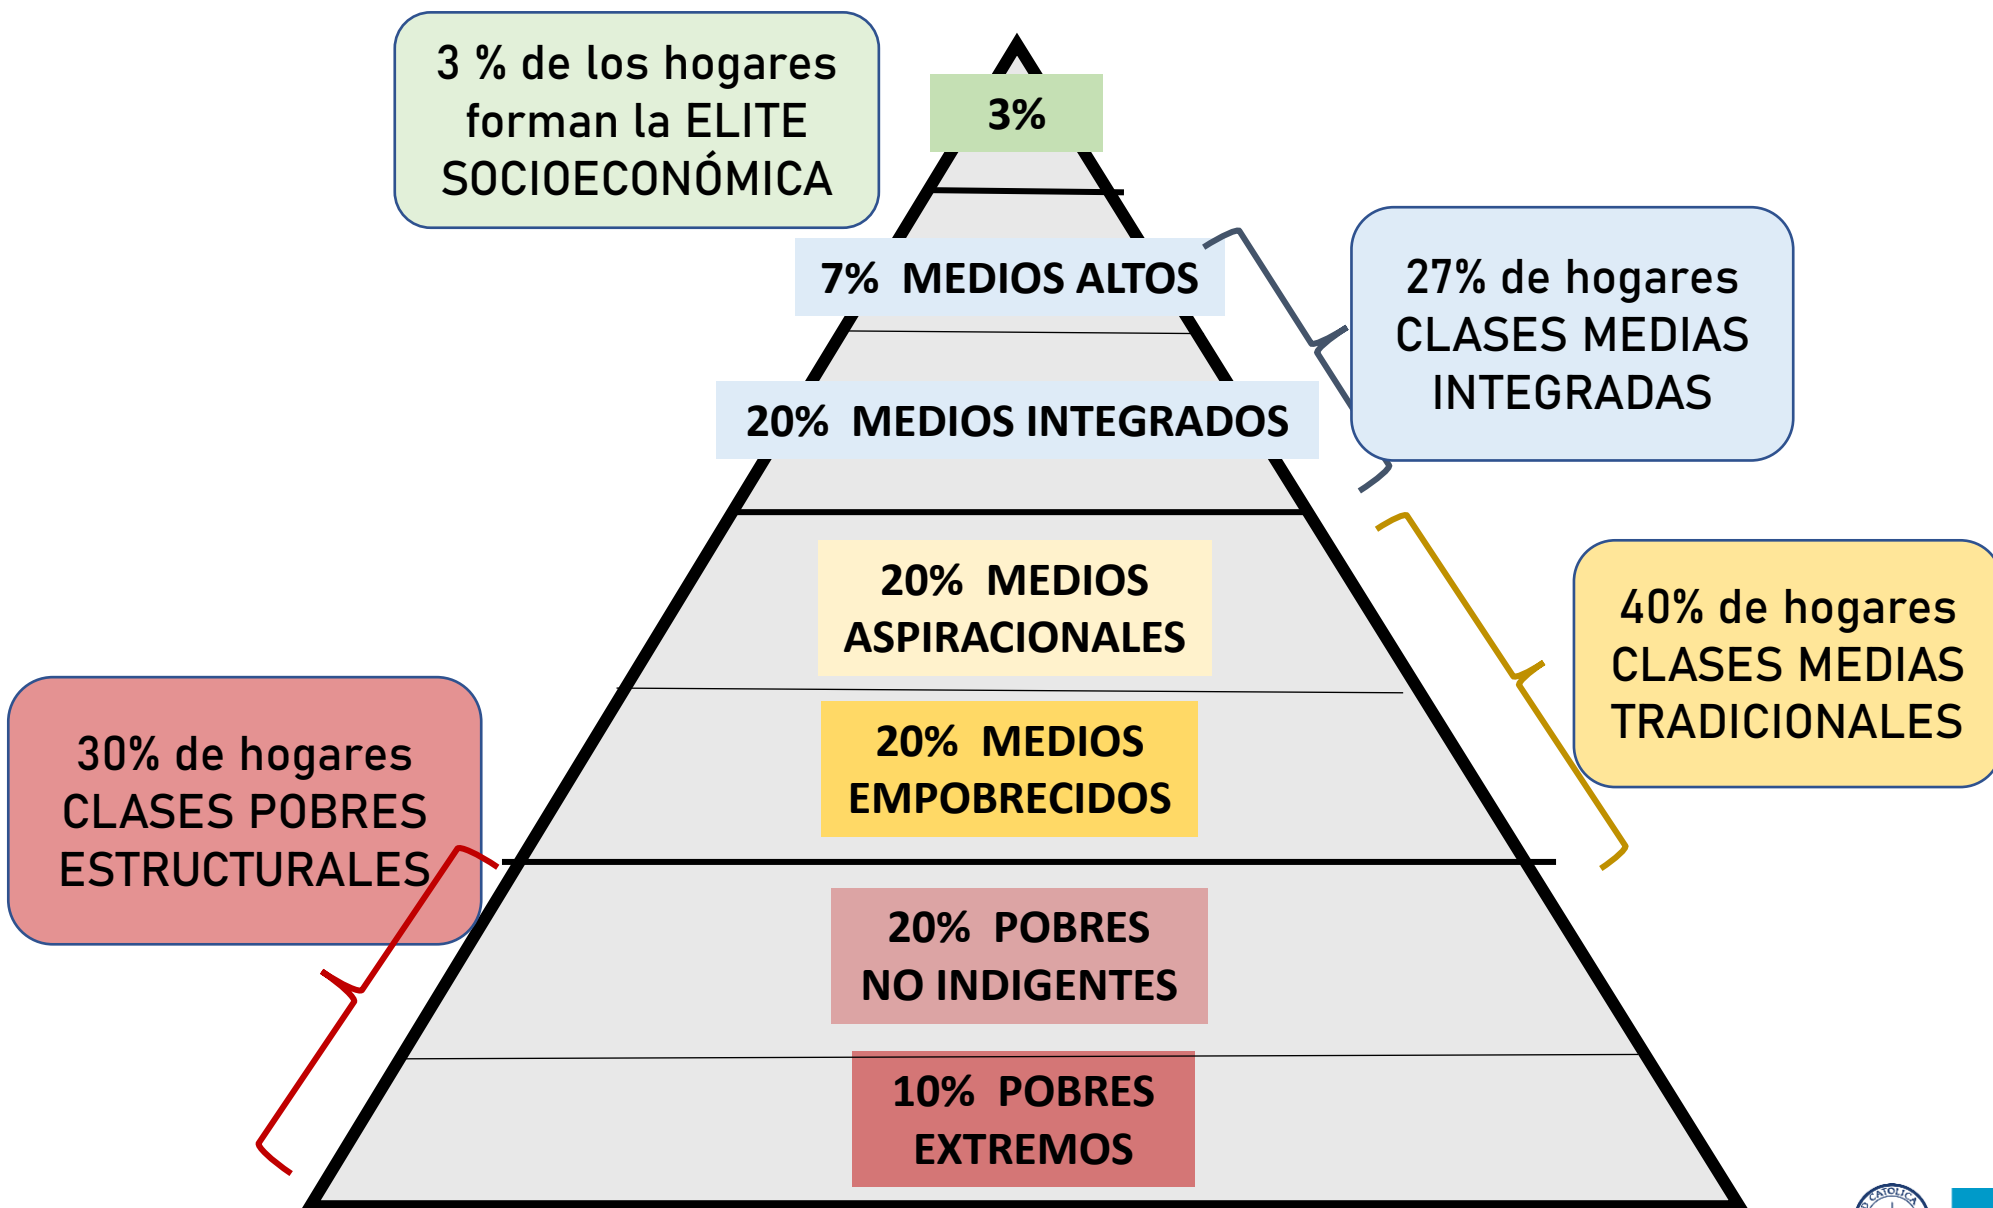 3 % de los hogares
forman la ELITE
SOCIOECONÓMICA
3%
7% MEDIOS ALTOS
27% de hogares
CLASES MEDIAS
INTEGRADAS
20% MEDIOS INTEGRADOS
20% MEDIOS
ASPIRACIONALES
40% de hogares
CLASES MEDIAS
TRADICIONALES
30% de hogares
CLASES POBRES
ESTRUCTURALES
20% MEDIOS
EMPOBRECIDOS
20% POBRES
NO INDIGENTES
10% POBRES
EXTREMOS
CATOLICA